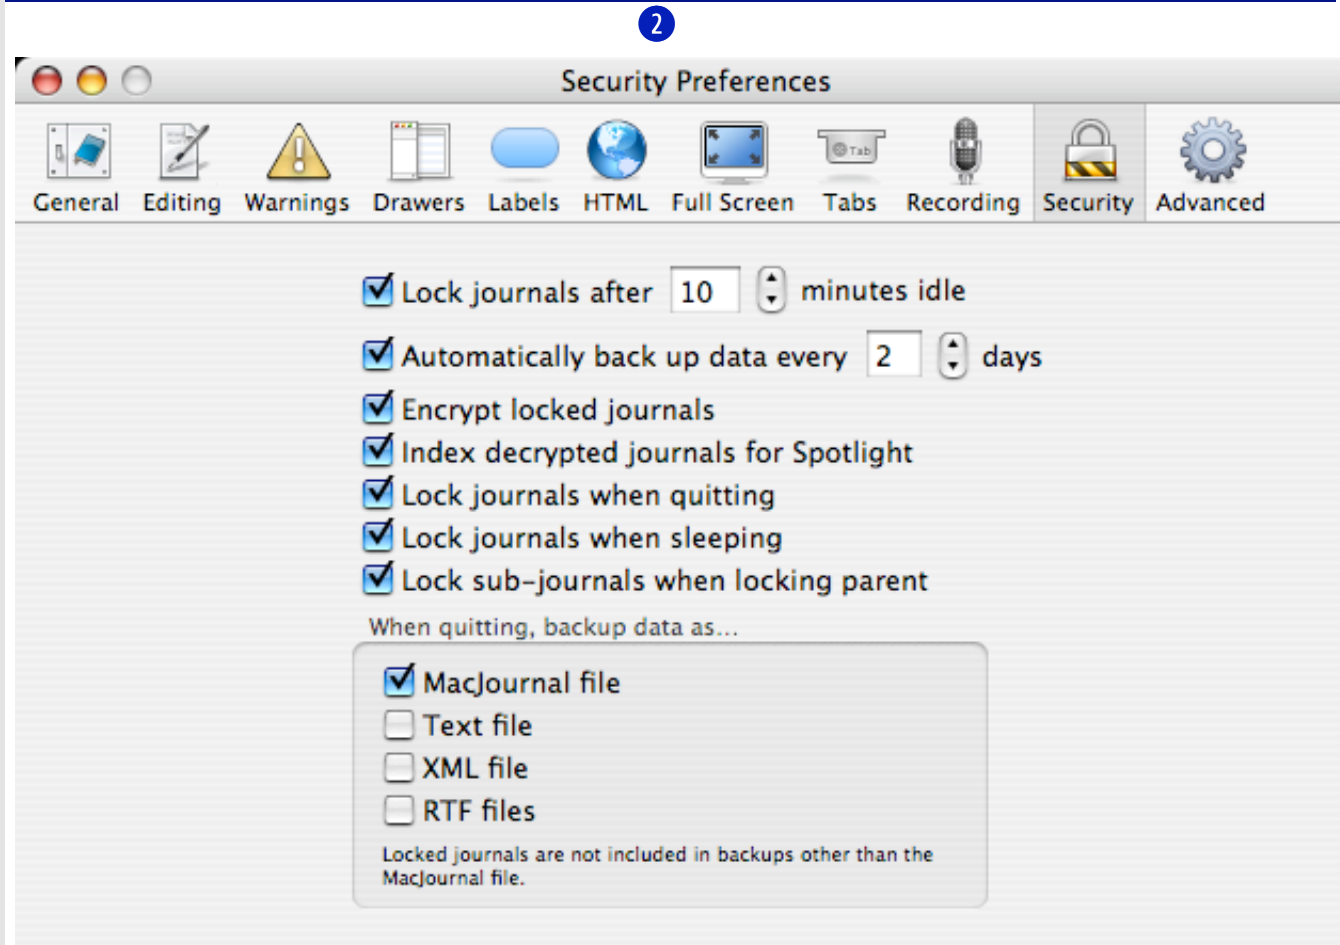 2
Security Preferences
Tab
General Editing Warnings Drawers Labels HTML Full Screen Tabs Recording Security Advanced
Lock journals after 10 minutes idle
Automatically back up data every 2 days
Encrypt locked journals
Index decrypted journals for Spotlight
Lock journals when quitting
Lock journals when sleeping
Lock sub-journals when locking parent
When quitting, backup data as...
MacJournal file
Text file
XML file
RTF files
Locked journals are not included in backups other than the
MacJournal file.